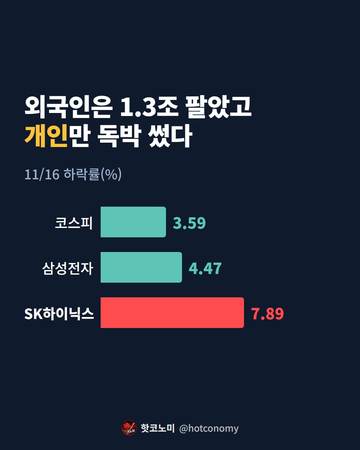 외국인은 1.3조 팔았고
개인만 독박 썼다
11/16 하락률(%)
코스피 3.59
삼성전자 4.47
SK하이닉스 7.89
핫코노미 @hotconomy